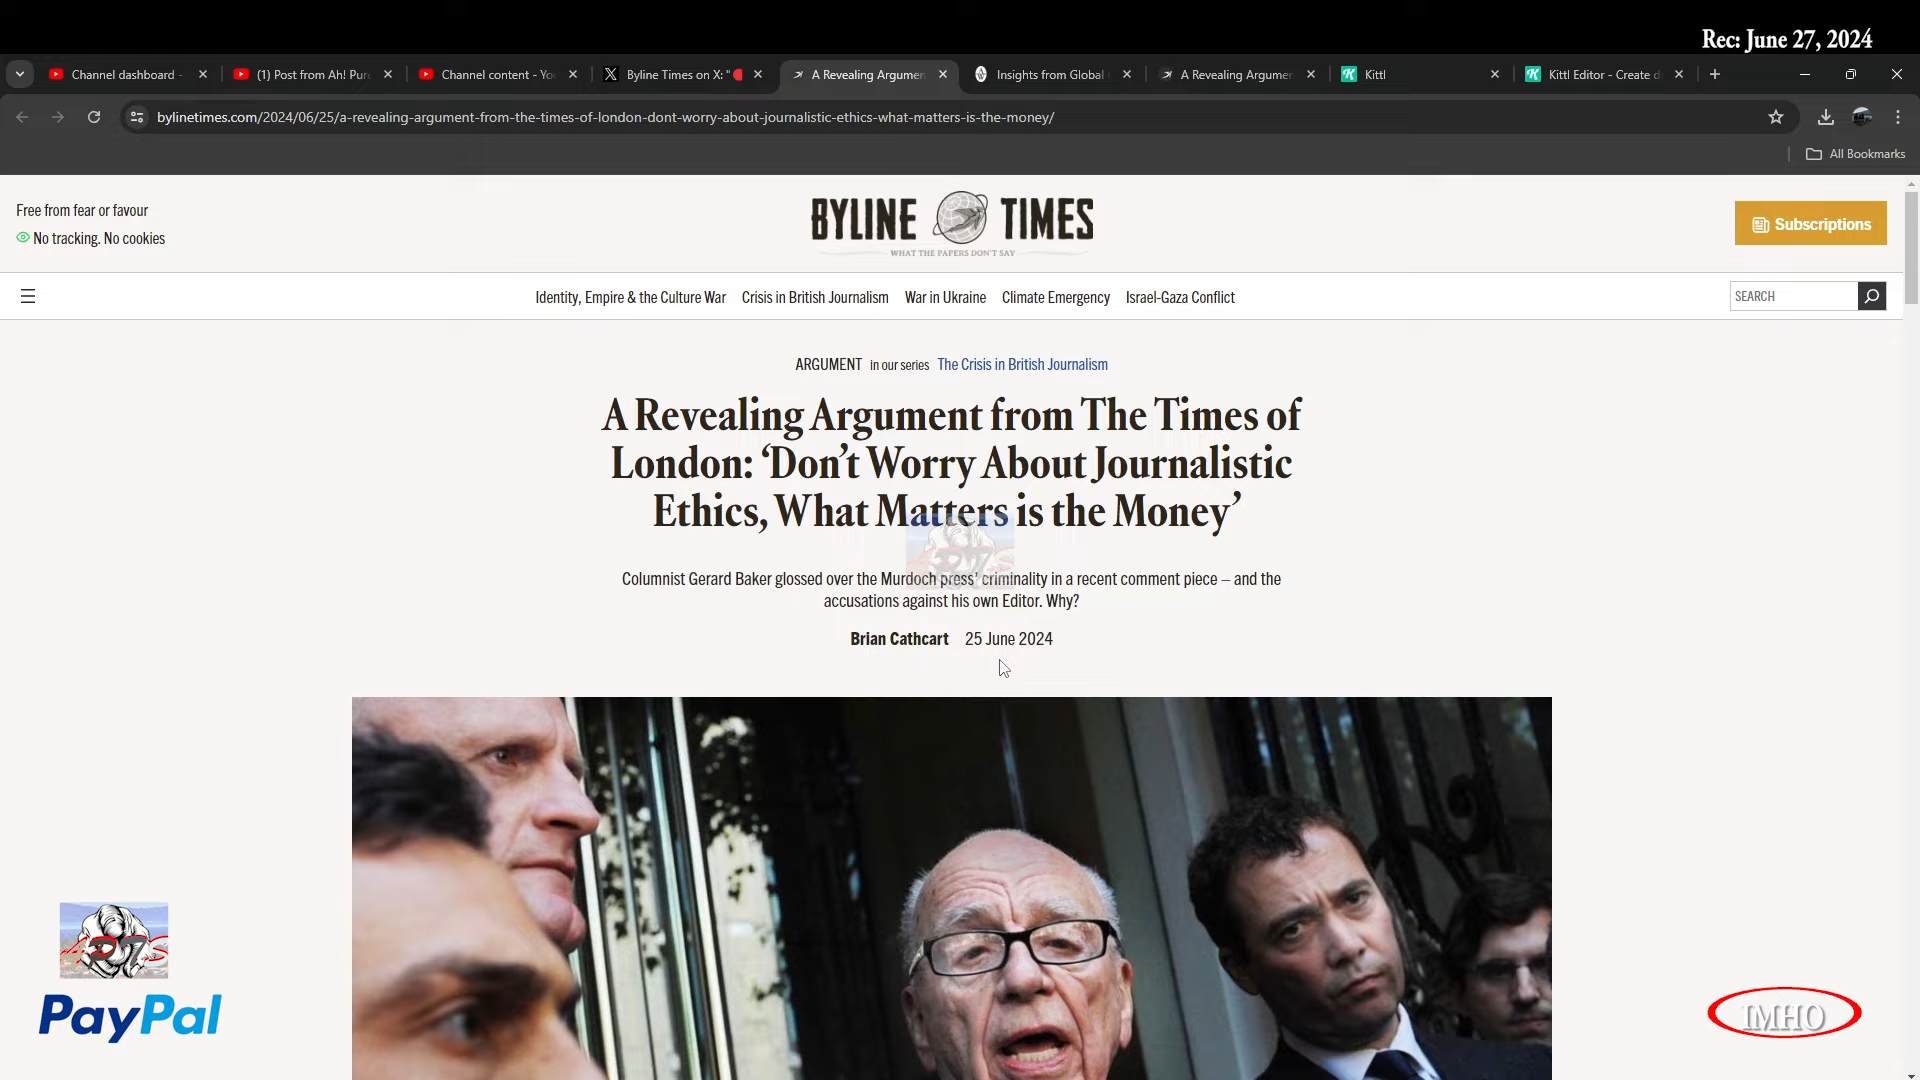 Rec: June 27, 2024
Channel dashboard -
(1) Post from Ah! Pur
Channel content - Yo
Byline Times on X: "
A Revealing Argumen
Insights from Global
A Revealing Argumen
Kittl
Kittl Editor - Create d
bylinetimes.com/2024/06/25/a-revealing-argument-from-the-times-of-london-dont-worry-about-journalistic-ethics-what-matters-is-the-money/
All Bookmarks
Free from fear or favour
No tracking. No cookies
BYLINE TIMES
WHAT THE PAPERS DON'T SAY
Subscriptions
Identity, Empire & the Culture War
Crisis in British Journalism
War in Ukraine
Climate Emergency
Israel-Gaza Conflict
SEARCH
ARGUMENT in our series The Crisis in British Journalism
A Revealing Argument from The Times of
London: ‘Don’t Worry About Journalistic
Ethics, What Matters is the Money’
Columnist Gerard Baker glossed over the Murdoch press’ criminality in a recent comment piece – and the
accusations against his own Editor. Why?
Brian Cathcart 25 June 2024
PayPal
IMHO